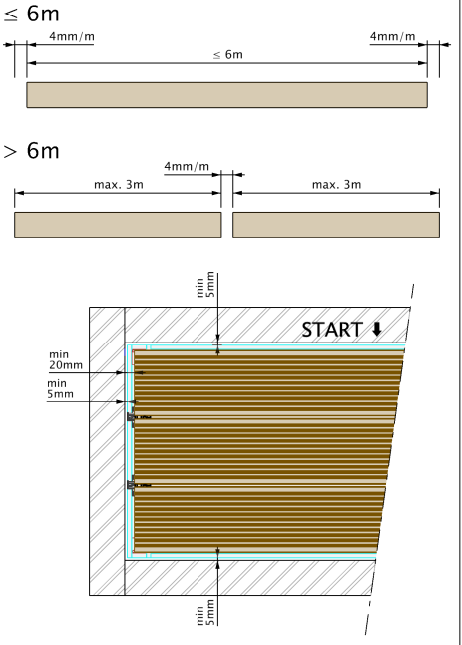 ≤ 6m
4mm/m 4mm/m
≤ 6m
> 6m
4mm/m
max. 3m max. 3m
min
5mm
START
min
20mm
min
5mm
min
5mm